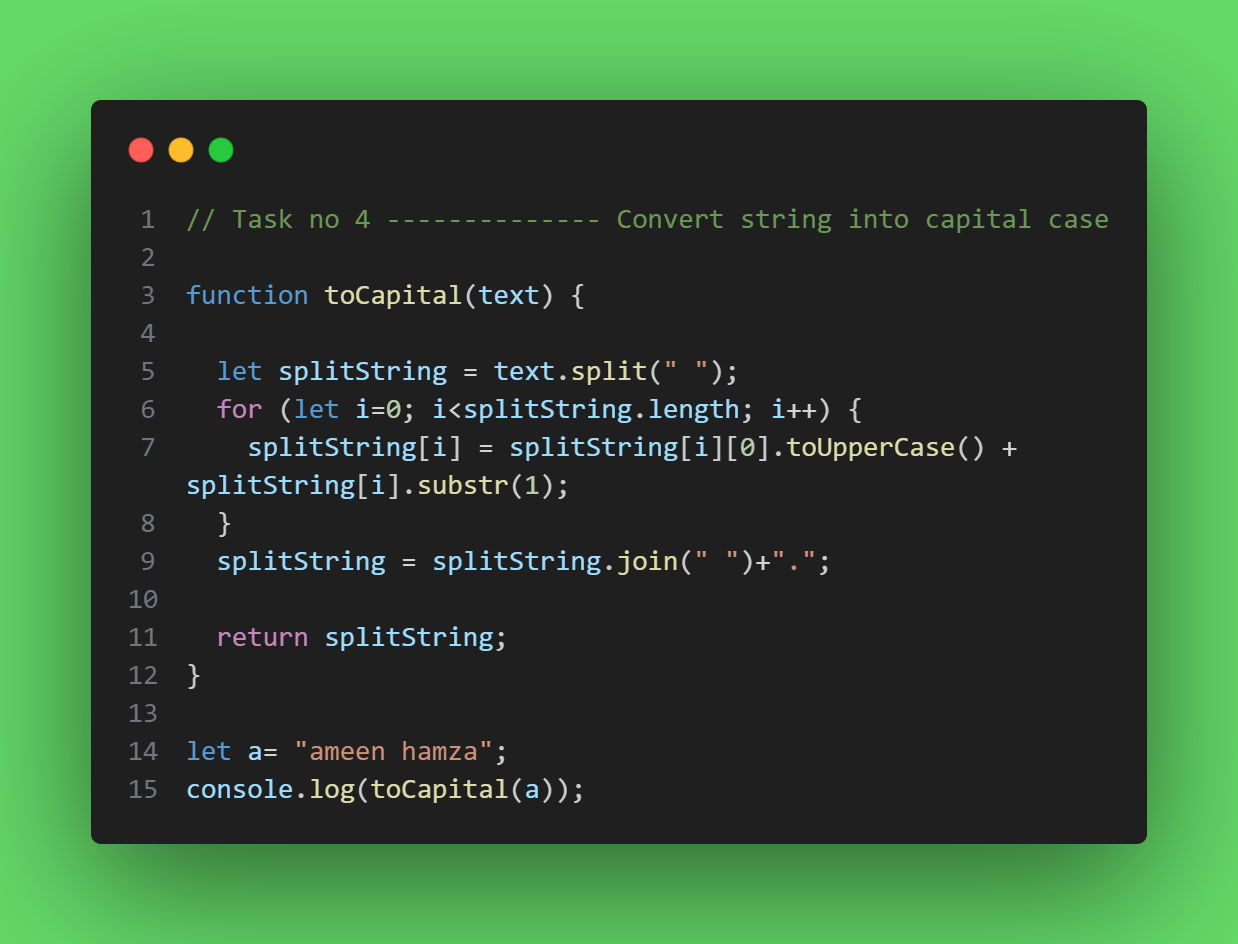 1 // Task no 4 -------------- Convert string into capital case
2
3 function toCapital(text) {
4
5   let splitString = text.split(" ");
6   for (let i=0; i<splitString.length; i++) {
7     splitString[i] = splitString[i][0].toUpperCase() +
splitString[i].substr(1);
8   }
9   splitString = splitString.join(" ")+".";
10
11   return splitString;
12 }
13
14 let a= "ameen hamza";
15 console.log(toCapital(a));